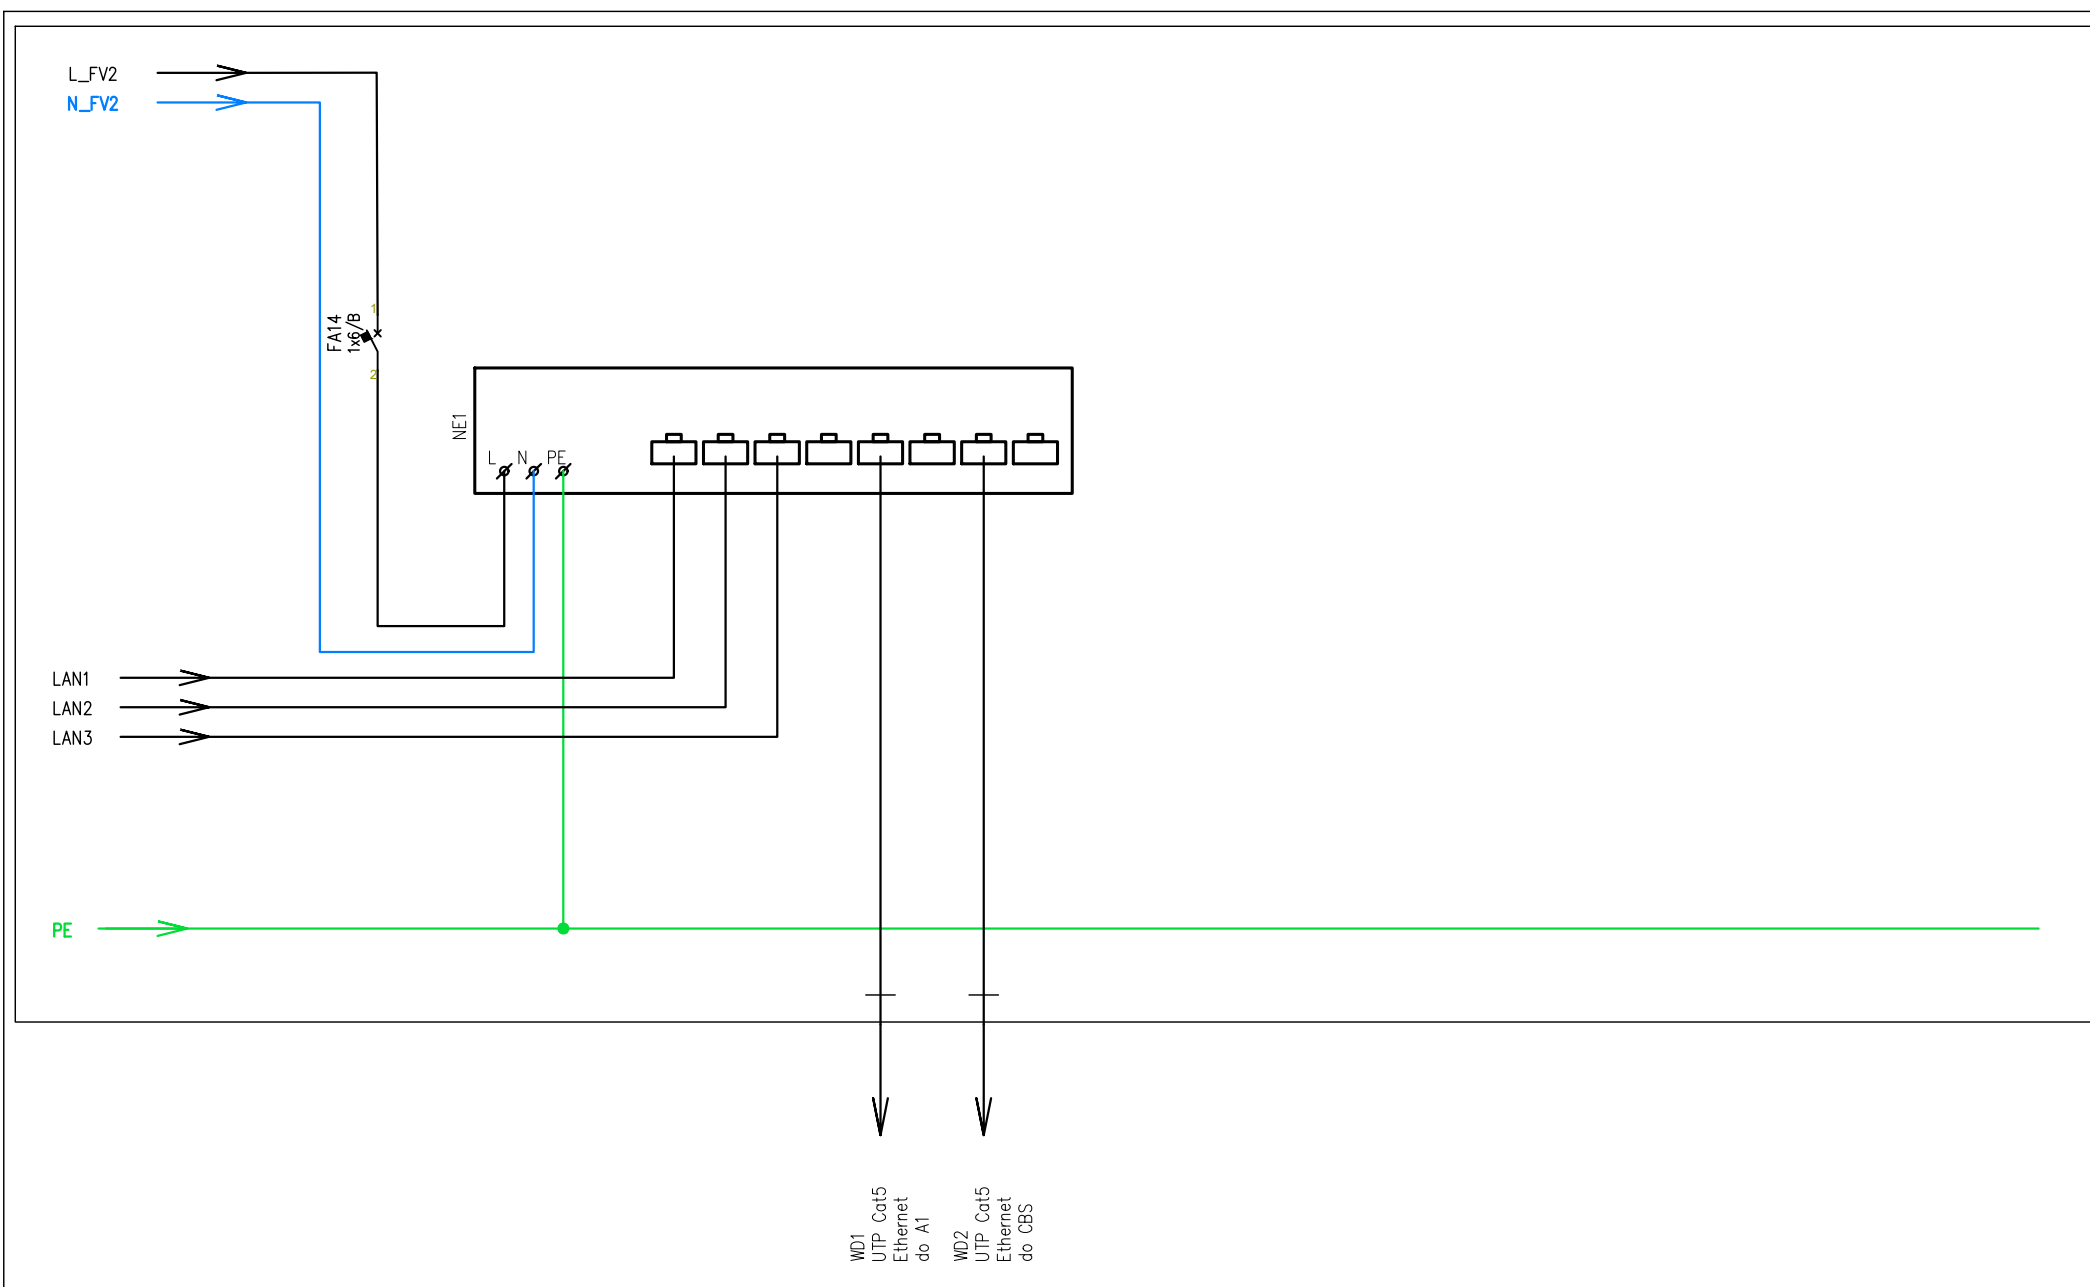 L_FV2
N_FV2
1
FA14
1x6/B
2
NE1
L N PE
LAN1
LAN2
LAN3
PE
WD1
UTP Cat5
Ethernet
do A1
WD2
UTP Cat5
Ethernet
do CBS